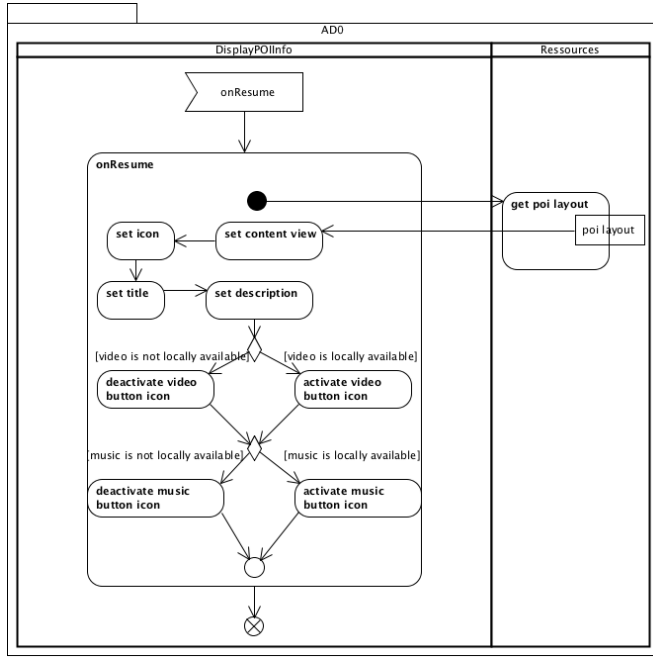 AD0
DisplayPOIInfo
Ressources
onResume
onResume
get poi layout
poi layout
set icon
set content view
set title
set description
[video is not locally available]
[video is locally available]
deactivate video
button icon
activate video
button icon
[music is not locally available]
[music is locally available]
deactivate music
button icon
activate music
button icon